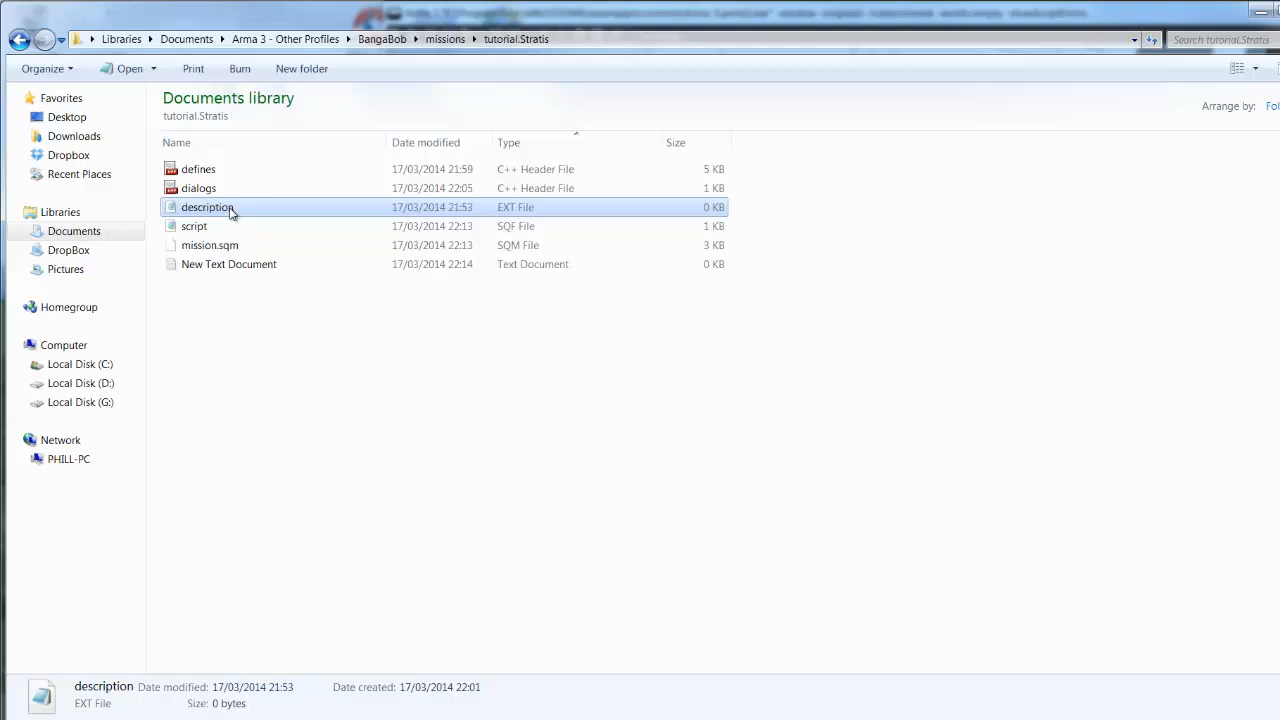 Libraries Documents Arma 3 - Other Profiles BangaBob missions tutorial.Stratis Search tutorial.Stratis
Organize Open Print Burn New folder
Favorites
Desktop
Downloads
Dropbox
Recent Places
Libraries
Documents
DropBox
Pictures
Homegroup
Computer
Local Disk (C:)
Local Disk (D:)
Local Disk (G:)
Network
PHILL-PC
Documents library
tutorial.Stratis
Arrange by: Fol
Name Date modified Type Size
defines 17/03/2014 21:59 C++ Header File 5 KB
dialogs 17/03/2014 22:05 C++ Header File 1 KB
description 17/03/2014 21:53 EXT File 0 KB
script 17/03/2014 22:13 SQF File 1 KB
mission.sqm 17/03/2014 22:13 SQM File 3 KB
New Text Document 17/03/2014 22:14 Text Document 0 KB
description Date modified: 17/03/2014 21:53 Date created: 17/03/2014 22:01
EXT File Size: 0 bytes